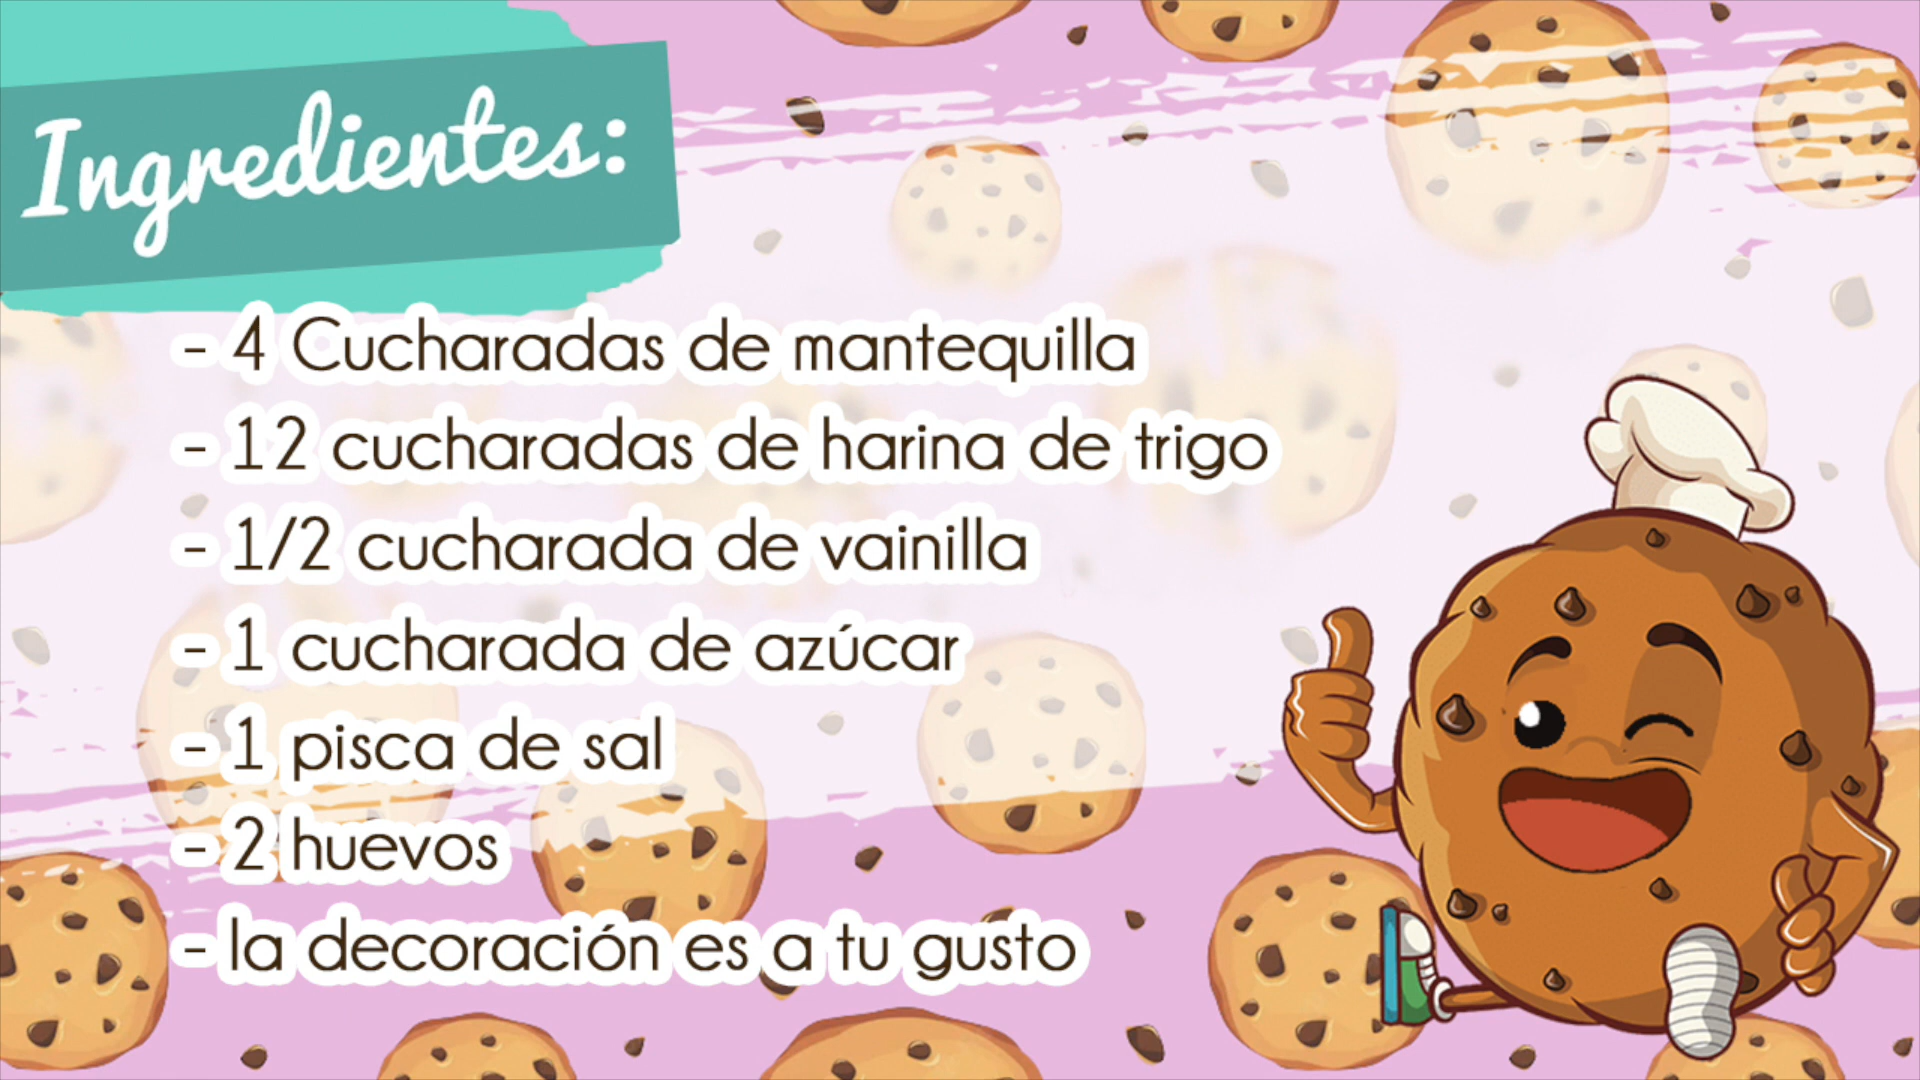 Ingredientes:
- 4 Cucharadas de mantequilla
- 12 cucharadas de harina de trigo
- 1/2 cucharada de vainilla
- 1 cucharada de azúcar
- 1 pisca de sal
- 2 huevos
- la decoración es a tu gusto